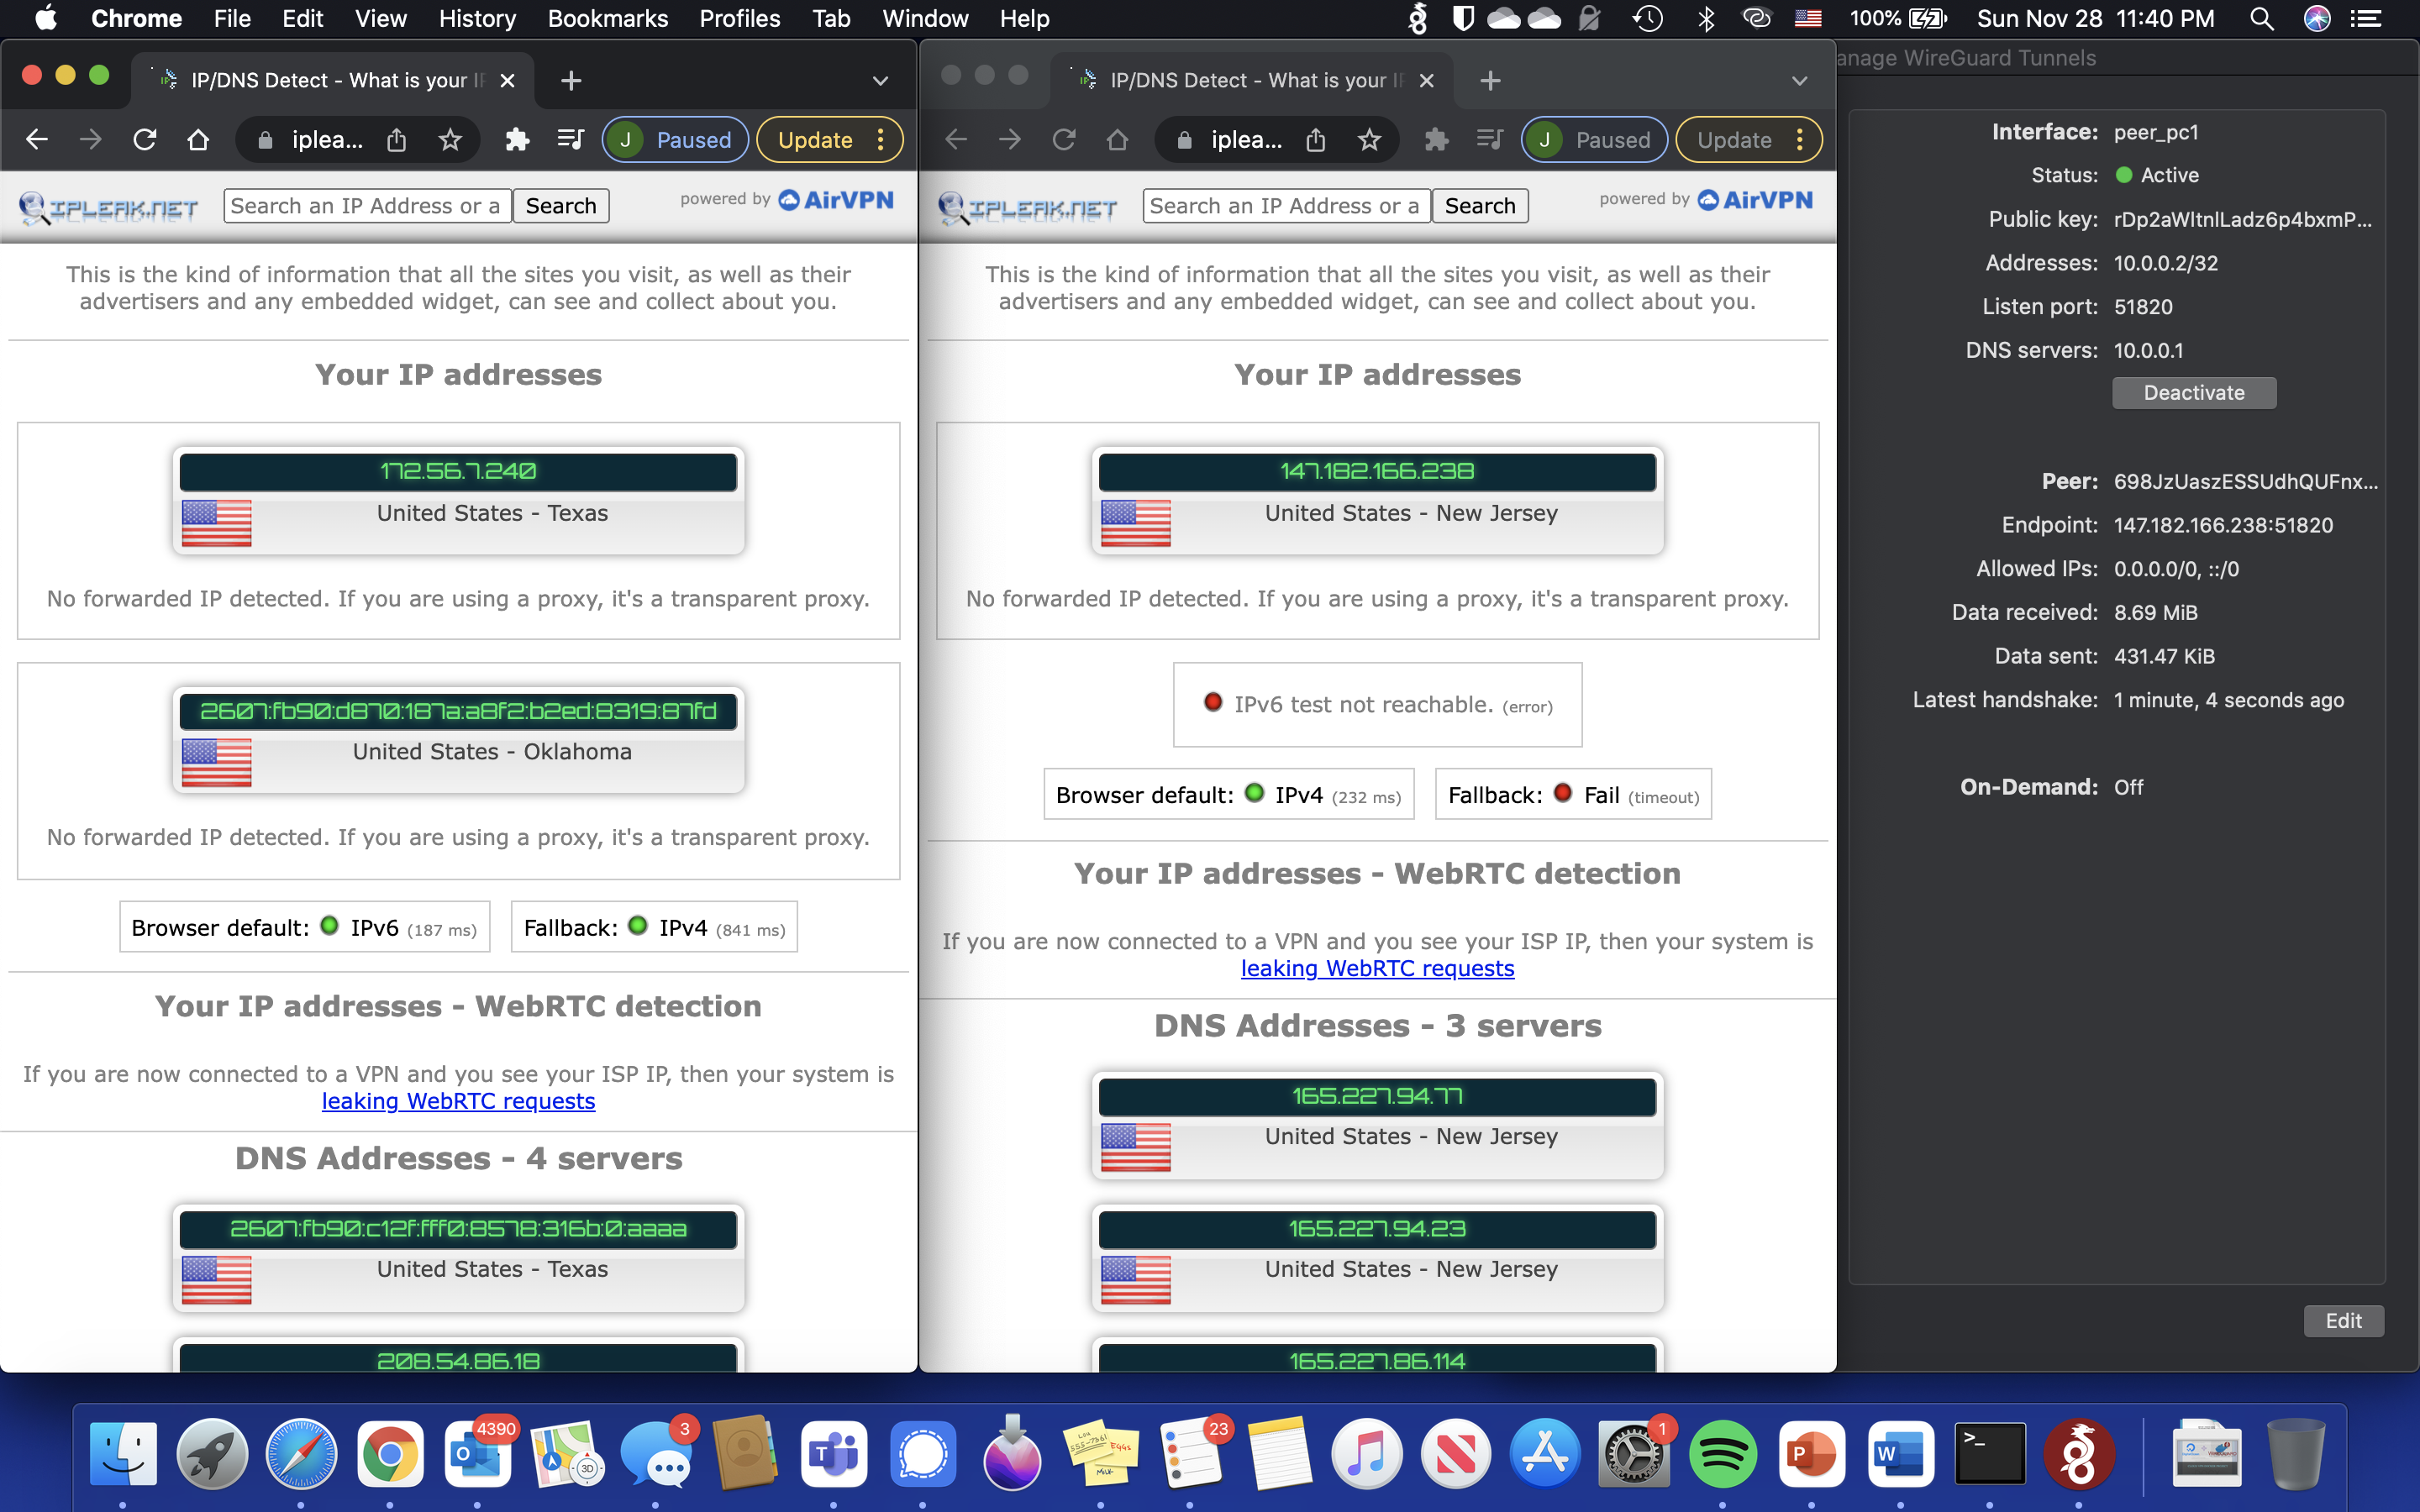 Chrome File Edit View History Bookmarks Profiles Tab Window Help 100% Sun Nov 28 11:40 PM
IP/DNS Detect - What is your IP
iplea... J Paused Update
IPLEAK.NET Search an IP Address or a Search powered by AirVPN
This is the kind of information that all the sites you visit, as well as their
advertisers and any embedded widget, can see and collect about you.
Your IP addresses
172.56.7.240
United States - Texas
No forwarded IP detected. If you are using a proxy, it's a transparent proxy.
2607:fb90:d870:187a:a8f2:b2ed:8319:87fd
United States - Oklahoma
No forwarded IP detected. If you are using a proxy, it's a transparent proxy.
Browser default: IPv6 (187 ms) Fallback: IPv4 (841 ms)
Your IP addresses - WebRTC detection
If you are now connected to a VPN and you see your ISP IP, then your system is
leaking WebRTC requests
DNS Addresses - 4 servers
2607:fb90:c12f:fff0:8578:316b:0:aaaa
United States - Texas
208.54.86.18
IP/DNS Detect - What is your IP
iplea... J Paused Update
IPLEAK.NET Search an IP Address or a Search powered by AirVPN
This is the kind of information that all the sites you visit, as well as their
advertisers and any embedded widget, can see and collect about you.
Your IP addresses
147.182.166.238
United States - New Jersey
No forwarded IP detected. If you are using a proxy, it's a transparent proxy.
IPv6 test not reachable. (error)
Browser default: IPv4 (232 ms) Fallback: Fail (timeout)
Your IP addresses - WebRTC detection
If you are now connected to a VPN and you see your ISP IP, then your system is
leaking WebRTC requests
DNS Addresses - 3 servers
165.227.94.77
United States - New Jersey
165.227.94.23
United States - New Jersey
165.227.86.114
anage WireGuard Tunnels
Interface: peer_pc1
Status: Active
Public key: rDp2aWltnlLadz6p4bxmP...
Addresses: 10.0.0.2/32
Listen port: 51820
DNS servers: 10.0.0.1
Deactivate
Peer: 698JzUaszESSUdhQUFnx...
Endpoint: 147.182.166.238:51820
Allowed IPs: 0.0.0.0/0, ::/0
Data received: 8.69 MiB
Data sent: 431.47 KiB
Latest handshake: 1 minute, 4 seconds ago
On-Demand: Off
Edit
4390 3 23 1
3D
EGGS
MILK